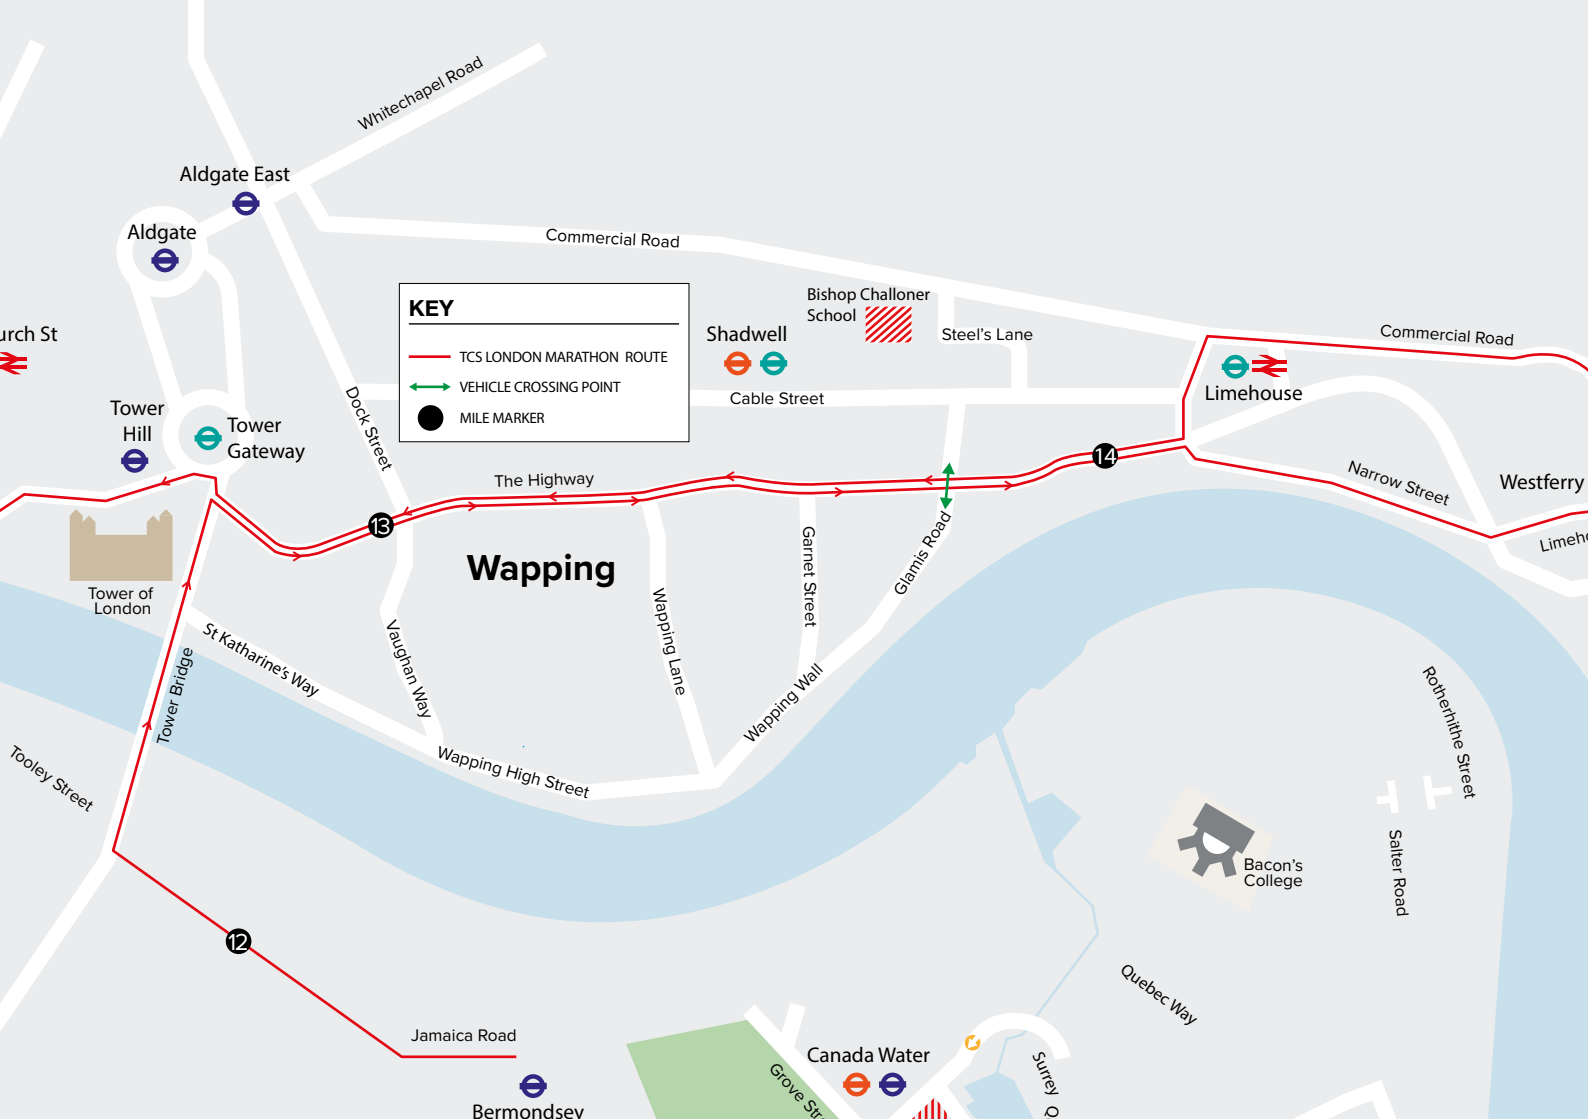 Whitechapel Road
Aldgate East
Aldgate
Commercial Road
KEY
TCS LONDON MARATHON ROUTE
VEHICLE CROSSING POINT
MILE MARKER
Bishop Challoner
School
Shadwell
Steel's Lane
Commercial Road
urch St
Limehouse
Cable Street
Dock Street
Tower
Hill
Tower
Gateway
The Highway
14
Narrow Street
Westferry
13
Limeho
Wapping
Garnet Street
Glamis Road
Tower of
London
St Katharine's Way
Vaughan Way
Wapping Lane
Wapping Wall
Tower Bridge
Tooley Street
Wapping High Street
Rotherhithe Street
Bacon's
College
Salter Road
12
Quebec Way
Jamaica Road
Canada Water
Grove Stre
Surrey Q
Bermondsey